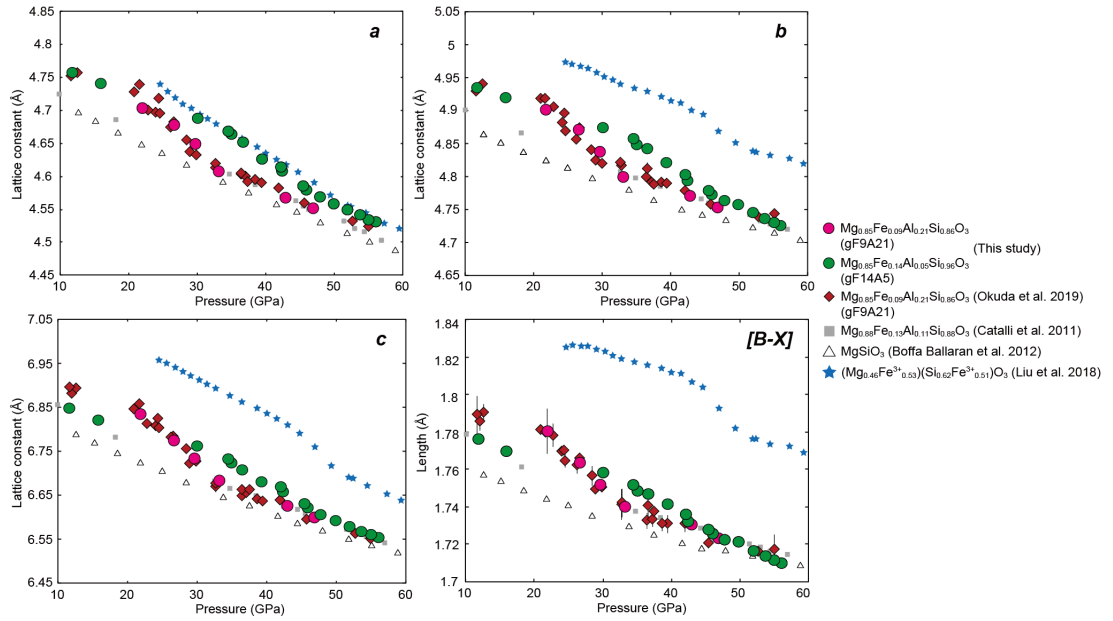 a
4.85
4.8
4.75
4.7
4.65
4.6
4.55
4.5
4.45
Lattice constant (Å)
10
20
30
40
50
60
Pressure (GPa)
b
5.05
5
4.95
4.9
4.85
4.8
4.75
4.7
4.65
Lattice constant (Å)
10
20
30
40
50
60
Pressure (GPa)
Mg0.85Fe0.09Al0.21Si0.86O3
(gF9A21)
(This study)
Mg0.85Fe0.14Al0.05Si0.96O3
(gF14A5)
Mg0.85Fe0.09Al0.21Si0.86O3 (Okuda et al. 2019)
(gF9A21)
Mg0.88Fe0.13Al0.11Si0.88O3 (Catalli et al. 2011)
MgSiO3 (Boffa Ballaran et al. 2012)
(Mg0.46Fe3+0.53)(Si0.62Fe3+0.51)O3 (Liu et al. 2018)
c
7.05
6.95
6.85
6.75
6.65
6.55
6.45
Lattice constant (Å)
10
20
30
40
50
60
Pressure (GPa)
[B-X]
1.84
1.82
1.8
1.78
1.76
1.74
1.72
1.7
Length (Å)
10
20
30
40
50
60
Pressure (GPa)